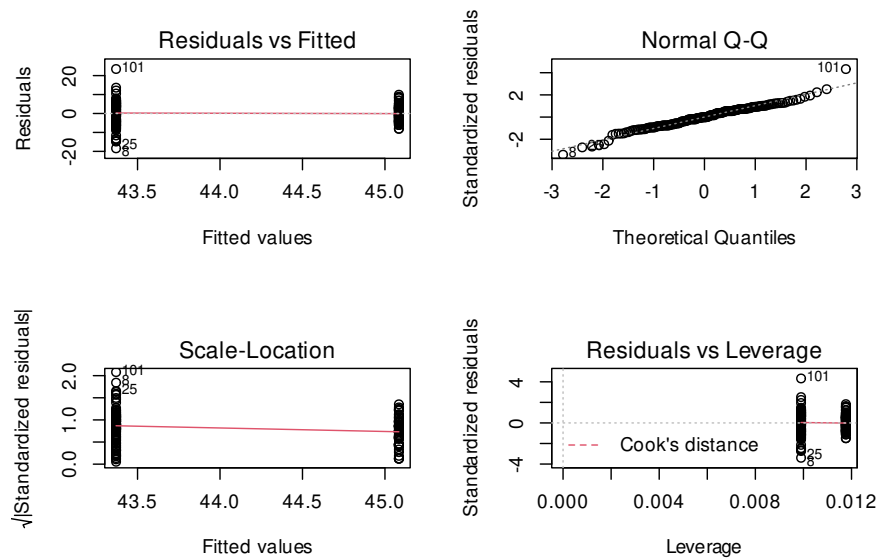 Residuals vs Fitted
Residuals
20
0
-20
101
25
8
43.5 44.0 44.5 45.0
Fitted values
Normal Q-Q
Standardized residuals
2
-2
101
8
-3 -2 -1 0 1 2 3
Theoretical Quantiles
Scale-Location
√|Standardized residuals|
2.0
1.0
0.0
101
8
25
43.5 44.0 44.5 45.0
Fitted values
Residuals vs Leverage
Standardized residuals
4
0
-4
101
25
8
Cook's distance
0.000 0.004 0.008 0.012
Leverage